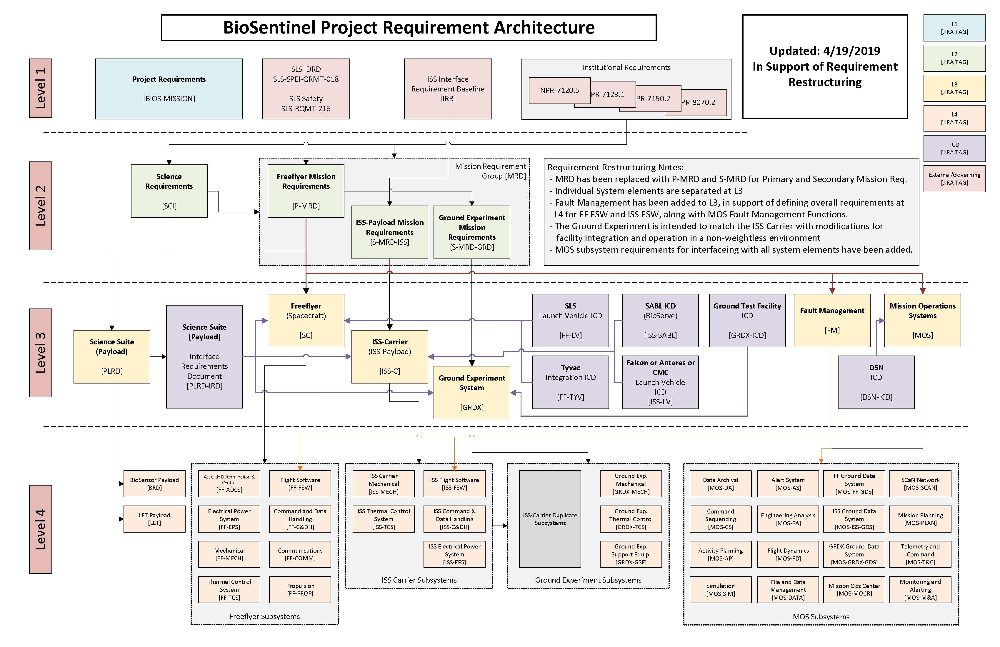 BioSentinel Project Requirement Architecture
Updated: 4/19/2019
In Support of Requirement
Restructuring
L1
[JIRA TAG]
L2
[JIRA TAG]
L3
[JIRA TAG]
L4
[JIRA TAG]
ICD
[JIRA TAG]
External/Governing
[JIRA TAG]
Level 1
Project Requirements
[BIOS-MISSION]
SLS IDRD
SLS-SPEI-QRMT-018
SLS Safety
SLS-RQMT-216
ISS Interface
Requirement Baseline
[IRB]
Institutional Requirements
NPR-7120.5
PR-7123.1
PR-7150.2
PR-8070.2
Level 2
Science
Requirements
[SCI]
Mission Requirement
Group [MRD]
Freeflyer Mission
Requirements
[P-MRD]
ISS-Payload Mission
Requirements
[S-MRD-ISS]
Ground Experiment
Mission
Requirements
[S-MRD-GRD]
Requirement Restructuring Notes:
- MRD has been replaced with P-MRD and S-MRD for Primary and Secondary Mission Req.
- Individual System elements are separated at L3
- Fault Management has been added to L3, in support of defining overall requirements at
L4 for FF FSW and ISS FSW, along with MOS Fault Management Functions.
- The Ground Experiment is intended to match the ISS Carrier with modifications for
facility integration and operation in a non-weightless environment
- MOS subsystem requirements for interfaceing with all system elements have been added.
Level 3
Science Suite
(Payload)
[PLRD]
Science Suite
(Payload)
Interface
Requirements
Document
[PLRD-IRD]
Freeflyer
(Spacecraft)
[SC]
ISS-Carrier
(ISS-Payload)
[ISS-C]
Ground Experiment
System
[GRDX]
SLS
Launch Vehicle ICD
[FF-LV]
Tyvac
Integration ICD
[FF-TYV]
SABL ICD
(BioServe)
[ISS-SABL]
Falcon or Antares or
CMC
Launch Vehicle
ICD
[ISS-LV]
Ground Test Facility
ICD
[GRDX-ICD]
Fault Management
[FM]
Mission Operations
Systems
[MOS]
DSN
ICD
[DSN-ICD]
Level 4
BioSensor Payload
[BRD]
LET Payload
[LET]
Attitude Determination &
Control
[FF-ADCS]
Flight Software
[FF-FSW]
Electrical Power
System
[FF-EPS]
Command and Data
Handling
[FF-C&DH]
Mechanical
[FF-MECH]
Communications
[FF-COMM]
Thermal Control
System
[FF-TCS]
Propulsion
[FF-PROP]
Freeflyer Subsystems
ISS Carrier
Mechanical
[ISS-MECH]
ISS Flight Software
[ISS-FSW]
ISS Thermal Control
System
[ISS-TCS]
ISS Command &
Data Handling
[ISS-C&DH]
ISS Electrical Power
System
[ISS-EPS]
ISS Carrier Subsystems
ISS-Carrier Duplicate
Subsystems
Ground Exp.
Mechanical
[GRDX-MECH]
Ground Exp.
Thermal Control
[GRDX-TCS]
Ground Exp.
Support Equip.
[GRDX-GSE]
Ground Experiment Subsystems
Data Archival
[MOS-DA]
Alert System
[MOS-AS]
FF Ground Data
System
[MOS-FF-GDS]
SCaN Network
[MOS-SCAN]
Command
Sequencing
[MOS-CS]
Engineering Analysis
[MOS-EA]
ISS Ground Data
System
[MOS-ISS-GDS]
Mission Planning
[MOS-PLAN]
Activity Planning
[MOS-AP]
Flight Dynamics
[MOS-FD]
GRDX Ground Data
System
[MOS-GRDX-GDS]
Telemetry and
Command
[MOS-T&C]
Simulation
[MOS-SIM]
File and Data
Management
[MOS-DATA]
Mission Ops Center
[MOS-MOCR]
Monitoring and
Alerting
[MOS-M&A]
MOS Subsystems